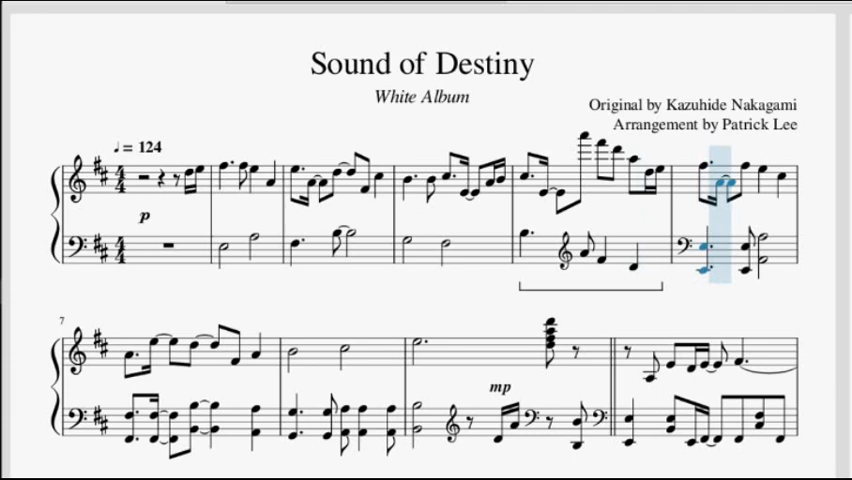 Sound of Destiny
White Album
Original by Kazuhide Nakagami
Arrangement by Patrick Lee
♩ = 124
p
7
mp